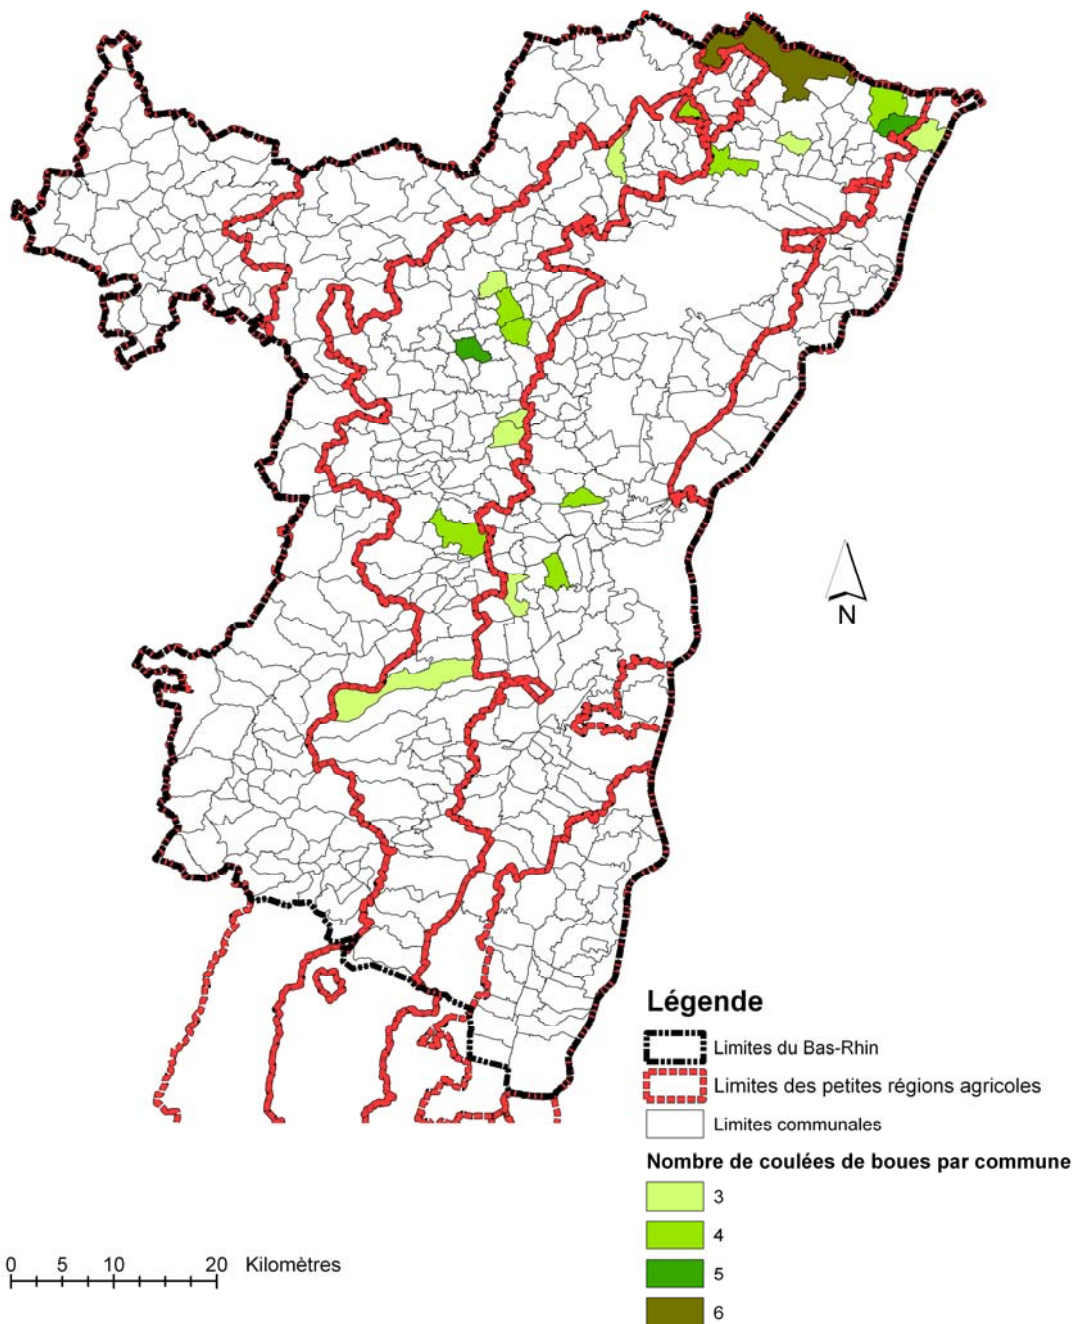 N
Légende
Limites du Bas-Rhin
Limites des petites régions agricoles
Limites communales
Nombre de coulées de boues par commune
3
4
5
6
0 5 10 20 Kilomètres